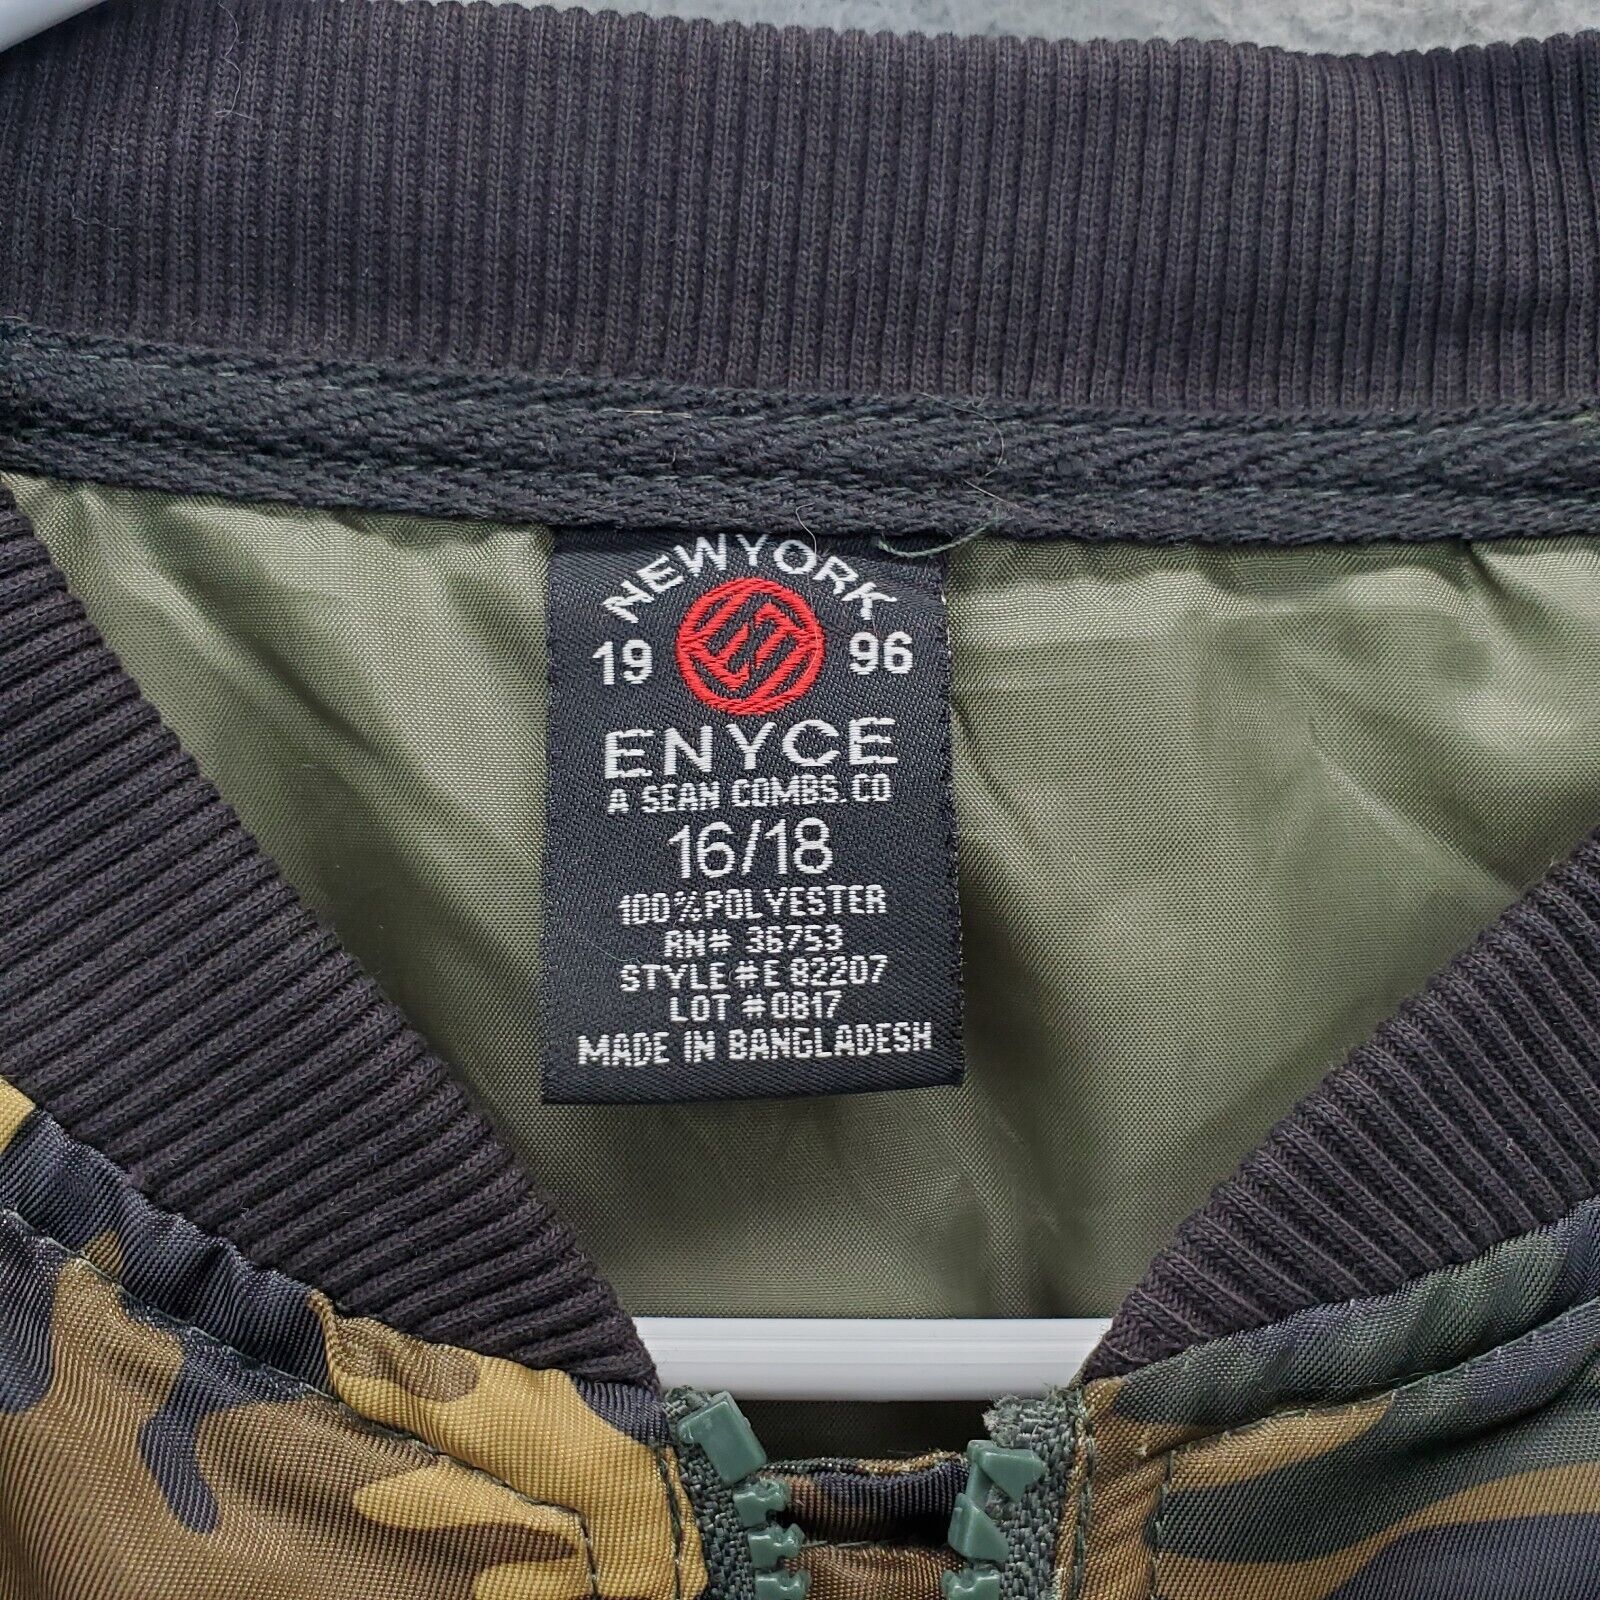 NEWYORK
19 96
ENYCE
A SEAN COMBS.CO
16/18
100%POLYESTER
RN# 36753
STYLE#E 82207
LOT #0817
MADE IN BANGLADESH